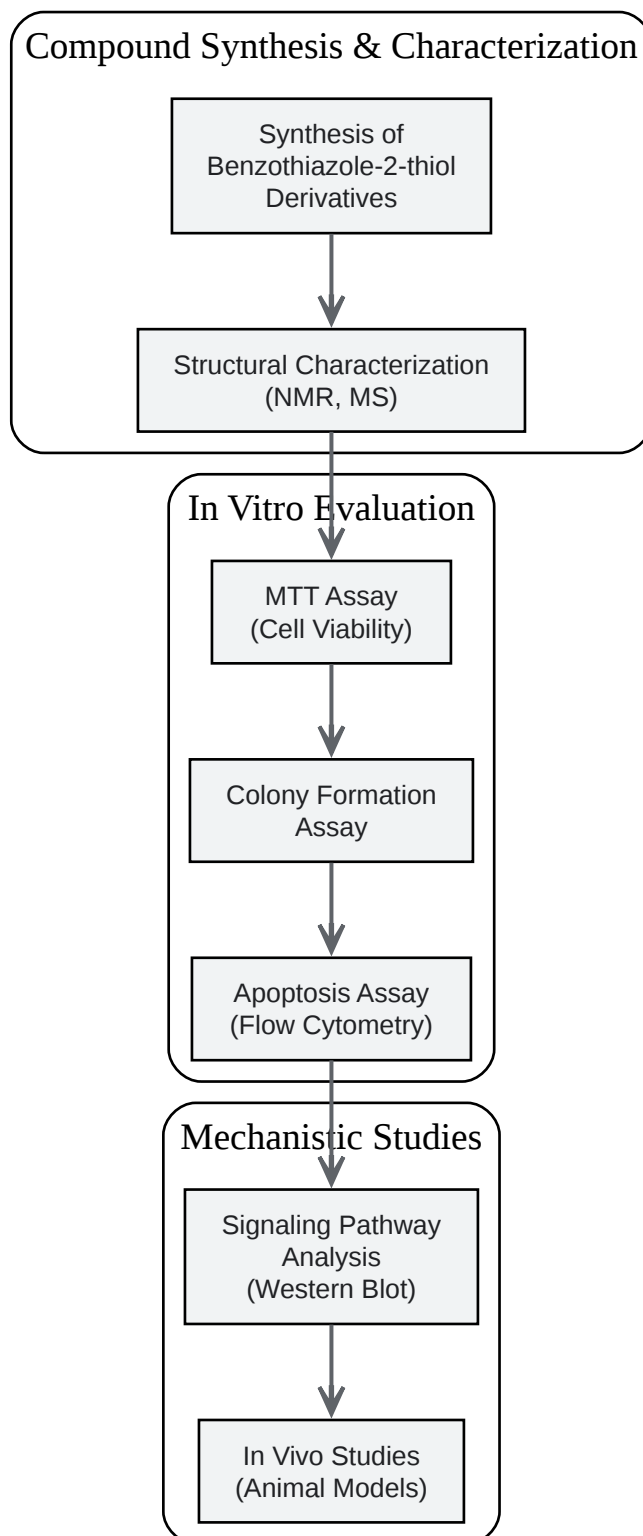 Compound Synthesis & Characterization
Synthesis of
Benzothiazole-2-thiol
Derivatives
Structural Characterization
(NMR, MS)
In Vitro Evaluation
MTT Assay
(Cell Viability)
Colony Formation
Assay
Apoptosis Assay
(Flow Cytometry)
Mechanistic Studies
Signaling Pathway
Analysis
(Western Blot)
In Vivo Studies
(Animal Models)